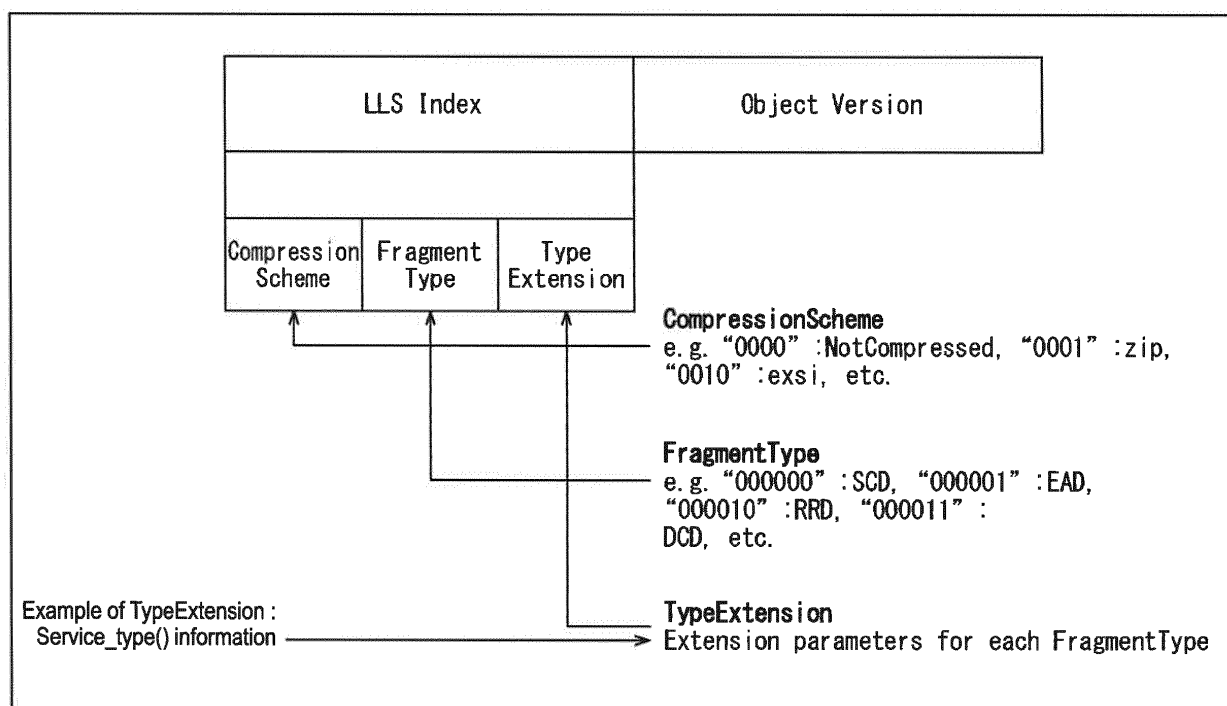 LLS Index
Object Version
Compression
Scheme
Fragment
Type
Type
Extension
CompressionScheme
e.g. “0000” :NotCompressed, “0001” :zip,
“0010” :exsi, etc.
FragmentType
e.g. “000000” :SCD, “000001” :EAD,
“000010” :RRD, “000011” :
DCD, etc.
Example of TypeExtension :
Service_type() information
TypeExtension
Extension parameters for each FragmentType